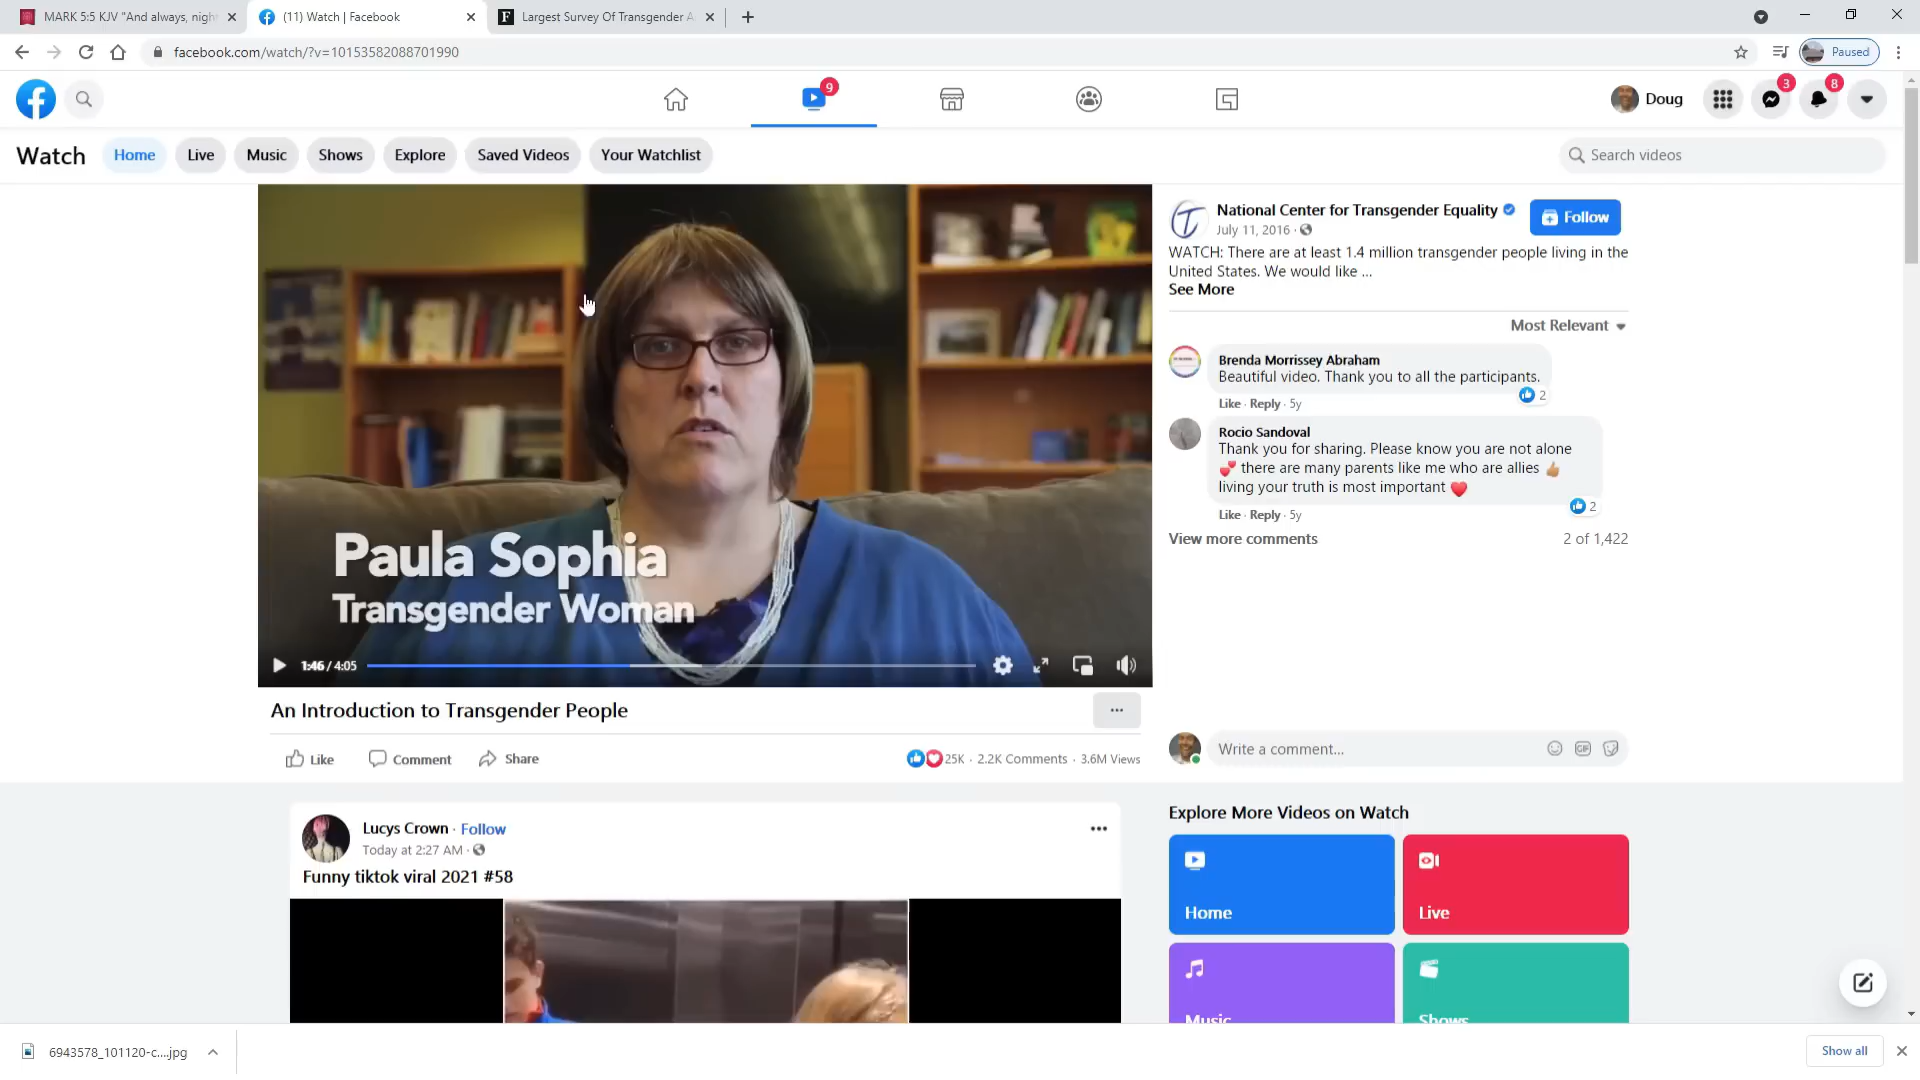 MARK 5:5 KJV "And always, nigh
(11) Watch | Facebook
Largest Survey Of Transgender A
facebook.com/watch/?v=10153582088701990
Paused
9
Doug
3
8
Watch
Home
Live
Music
Shows
Explore
Saved Videos
Your Watchlist
Search videos
Paula Sophia
Transgender Woman
1:46 / 4:05
National Center for Transgender Equality
Follow
July 11, 2016 ·
WATCH: There are at least 1.4 million transgender people living in the
United States. We would like ...
See More
Most Relevant
Brenda Morrissey Abraham
Beautiful video. Thank you to all the participants.
2
Like · Reply · 5y
Rocio Sandoval
Thank you for sharing. Please know you are not alone
💕 there are many parents like me who are allies 👍🏽
living your truth is most important ❤️
2
Like · Reply · 5y
View more comments
2 of 1,422
An Introduction to Transgender People
...
Like
Comment
Share
25K · 2.2K Comments · 3.6M Views
Write a comment...
GIF
Lucys Crown · Follow
Today at 2:27 AM ·
Funny tiktok viral 2021 #58
Explore More Videos on Watch
Home
Live
Music
Shows
6943578_101120-c....jpg
Show all